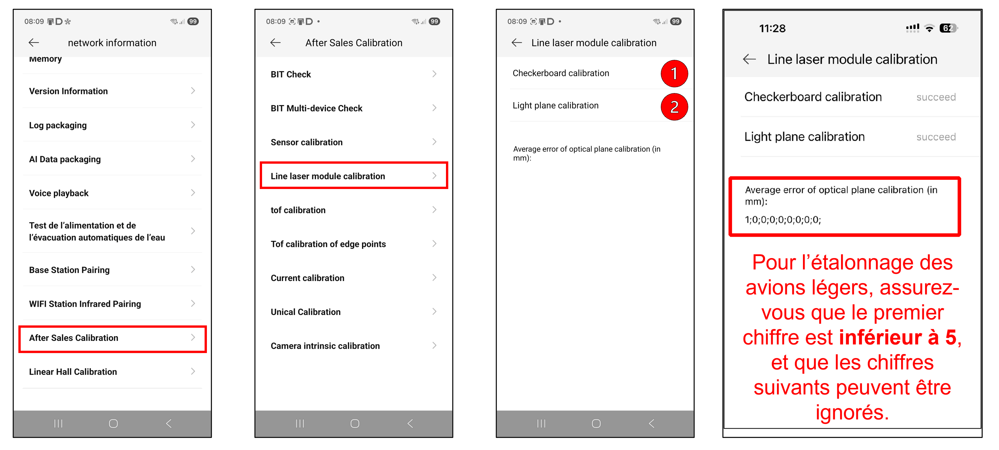 08:09
99
network information
Memory
Version Information
Log packaging
AI Data packaging
Voice playback
Test de l’alimentation et de
l’évacuation automatiques de l’eau
Base Station Pairing
WIFI Station Infrared Pairing
After Sales Calibration
Linear Hall Calibration
08:09
99
After Sales Calibration
BIT Check
BIT Multi-device Check
Sensor calibration
Line laser module calibration
tof calibration
Tof calibration of edge points
Current calibration
Unical Calibration
Camera intrinsic calibration
08:09
99
Line laser module calibration
Checkerboard calibration 1
Light plane calibration 2
Average error of optical plane calibration (in
mm):
11:28
62
Line laser module calibration
Checkerboard calibration succeed
Light plane calibration succeed
Average error of optical plane calibration (in
mm):
1;0;0;0;0;0;0;0;0;
Pour l’étalonnage des
avions légers, assurez-
vous que le premier
chiffre est inférieur à 5,
et que les chiffres
suivants peuvent être
ignorés.